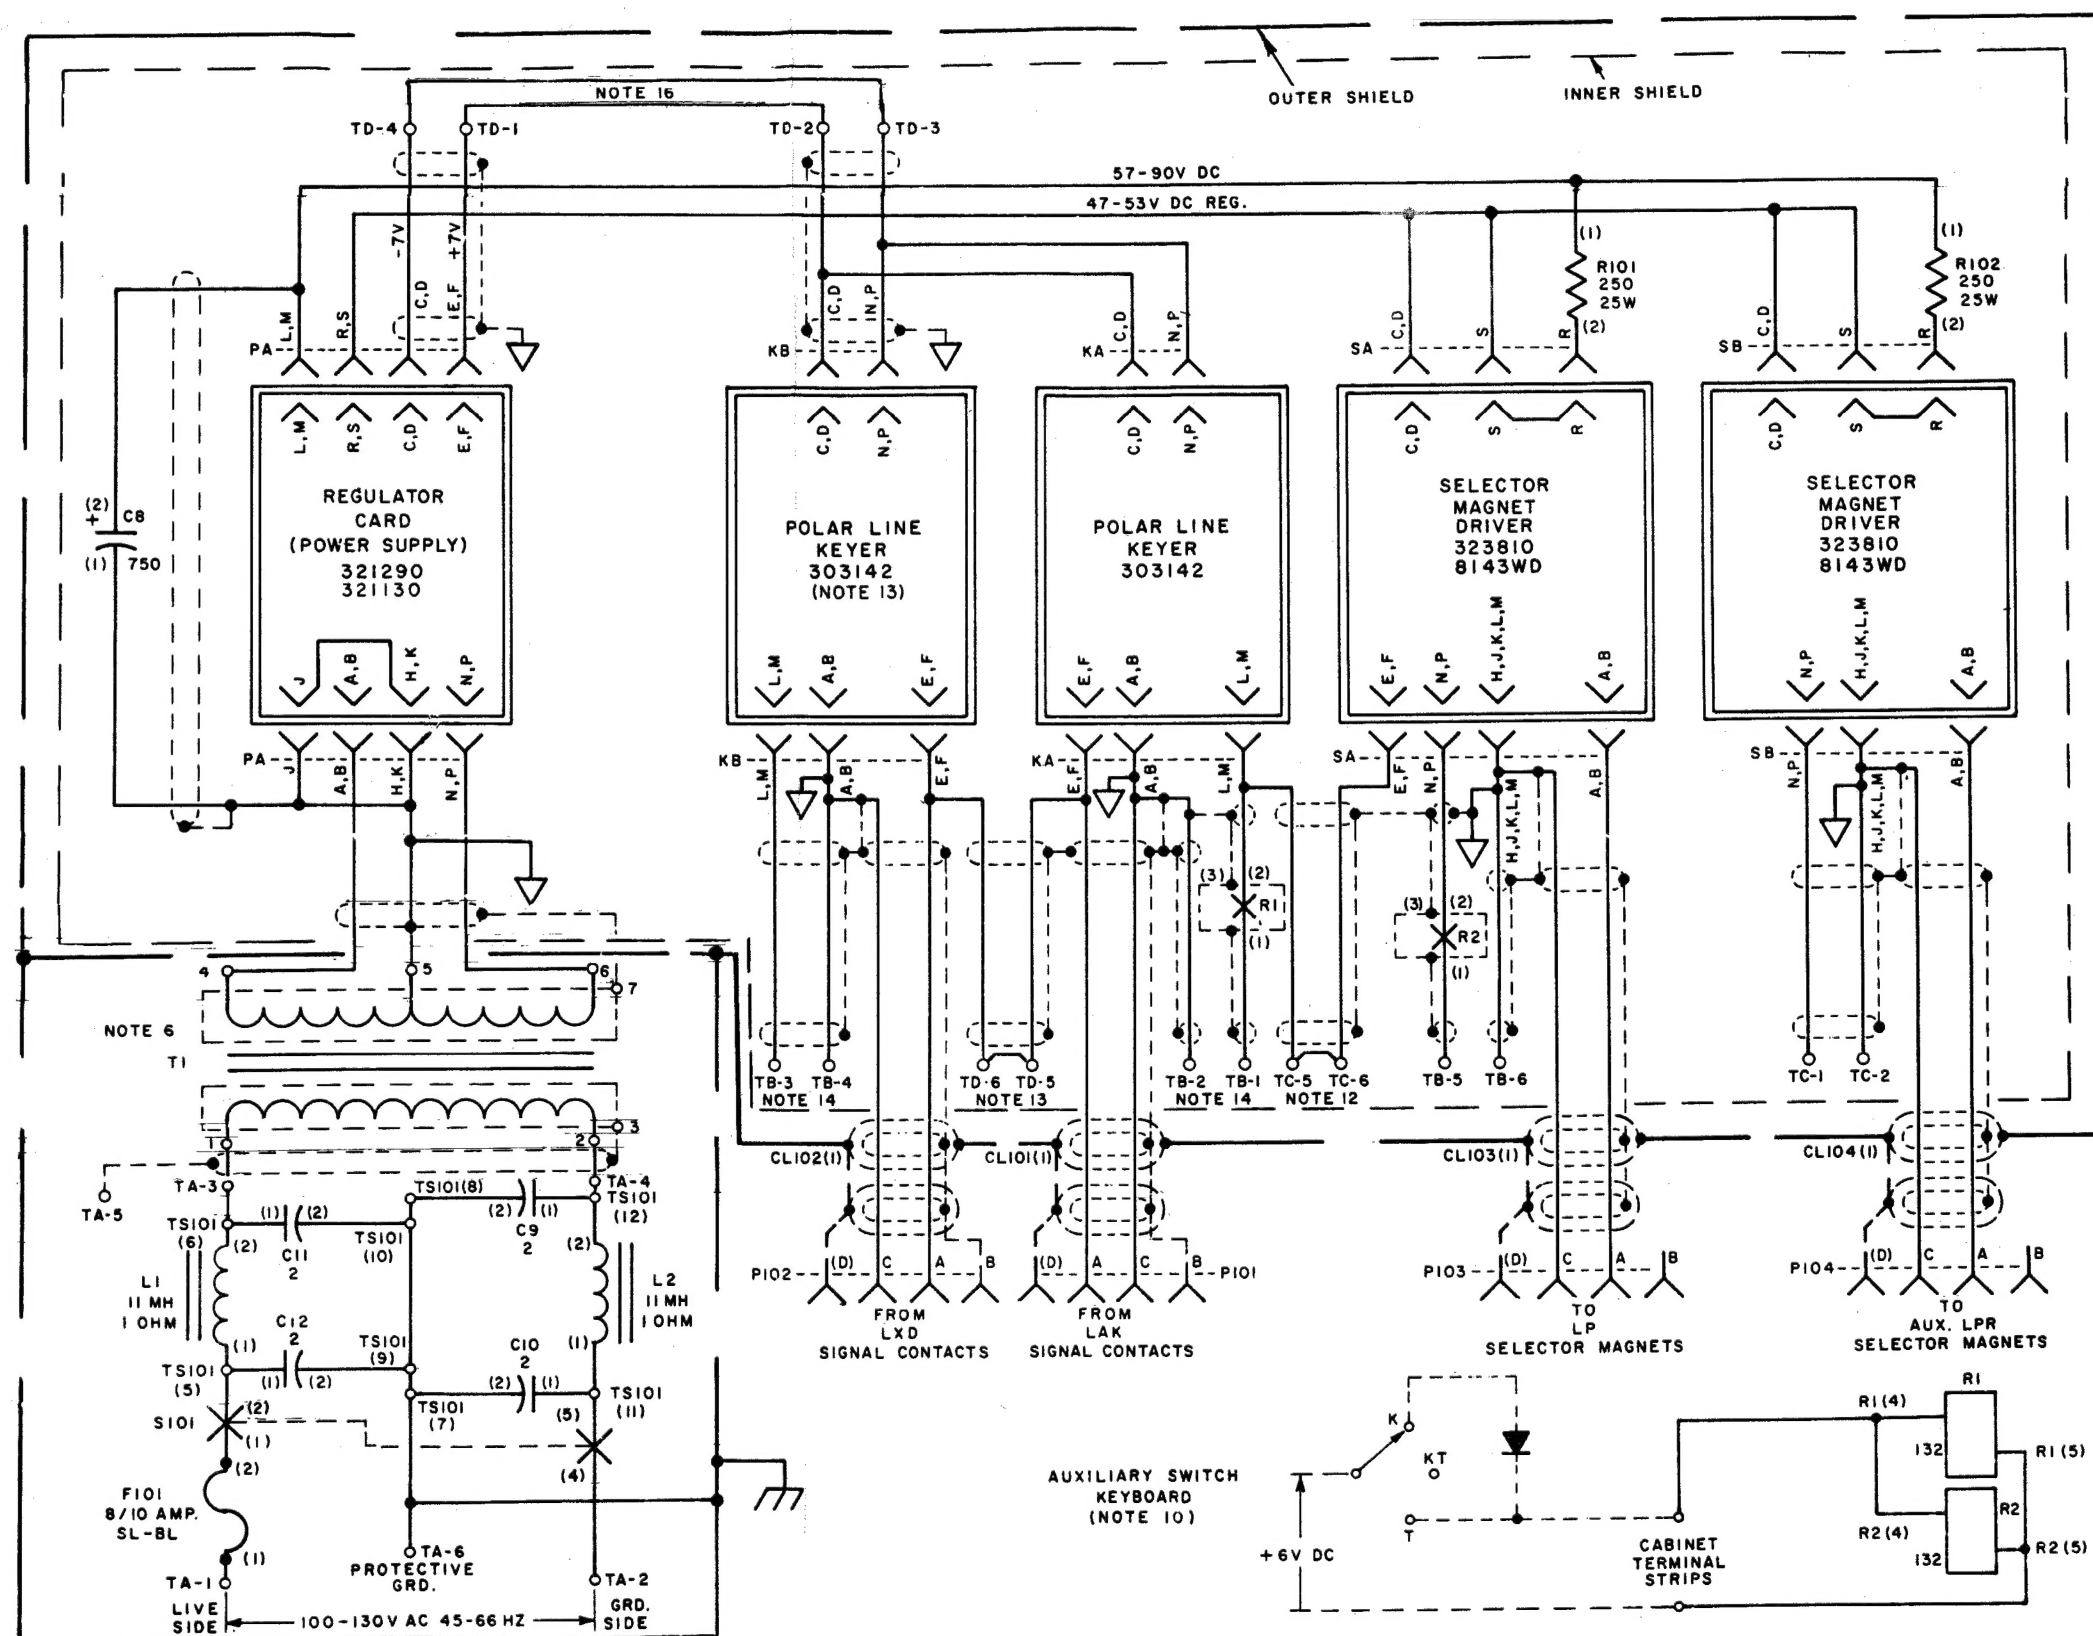 OUTER SHIELD
INNER SHIELD
NOTE 16
TD-4
TD-1
TD-2
TD-3
57-90V DC
47-53V DC REG.
-7V
+7V
L,M
R,S
C,D
E,F
PA
C,D
N,P
KB
C,D
N,P
KA
C,D
S
R
SA
(1)
R101
250
25W
(2)
C,D
S
R
SB
(1)
R102
250
25W
(2)
L,M
R,S
C,D
E,F
REGULATOR
CARD
(POWER SUPPLY)
321290
321130
J
A,B
H,K
N,P
C,D
N,P
POLAR LINE
KEYER
303142
(NOTE 13)
L,M
A,B
E,F
C,D
N,P
POLAR LINE
KEYER
303142
E,F
A,B
L,M
C,D
S
R
SELECTOR
MAGNET
DRIVER
323810
8143WD
E,F
N,P
H,J,K,L,M
A,B
C,D
S
R
SELECTOR
MAGNET
DRIVER
323810
8143WD
N,P
H,J,K,L,M
A,B
(2)
+
C8
(1)
750
PA
J
A,B
H,K
N,P
KB
L,M
A,B
E,F
KA
E,F
A,B
L,M
SA
E,F
N,P
H,J,K,L,M
A,B
SB
N,P
H,J,K,L,M
A,B
(3)
(2)
R1
(1)
(3)
(2)
R2
(1)
4
5
6
7
NOTE 6
T1
1
2
3
TB-3
TB-4
NOTE 14
TD-6
TD-5
NOTE 13
TB-2
TB-1
NOTE 14
TC-5
TC-6
NOTE 12
TB-5
TB-6
TC-1
TC-2
CL102(1)
CL101(1)
CL103(1)
CL104(1)
TA-5
TA-3
TA-4
TS101(8)
TS101
(12)
TS101
(6)
(1)
(2)
C11
2
TS101
(10)
(2)
(1)
C9
2
(2)
L1
11 MH
1 OHM
(1)
(2)
L2
11 MH
1 OHM
(1)
C12
2
(1)
(2)
TS101
(9)
C10
2
(2)
(1)
TS101
(5)
TS101
(7)
TS101
(11)
S101
(2)
(1)
(5)
(4)
(2)
F101
8/10 AMP.
SL-BL
(1)
TA-1
LIVE
SIDE
TA-6
PROTECTIVE
GRD.
TA-2
GRD.
SIDE
100-130V AC 45-66 HZ
P102
(D)
C
A
B
FROM
LXD
SIGNAL CONTACTS
(D)
A
C
B
P101
FROM
LAK
SIGNAL CONTACTS
P103
(D)
C
A
B
TO
LP
SELECTOR MAGNETS
P104
(D)
C
A
B
TO
AUX. LPR
SELECTOR MAGNETS
AUXILIARY SWITCH
KEYBOARD
(NOTE 10)
K
KT
T
+6V DC
CABINET
TERMINAL
STRIPS
R1
R1(4)
132
R1(5)
R2
R2(4)
132
R2(5)